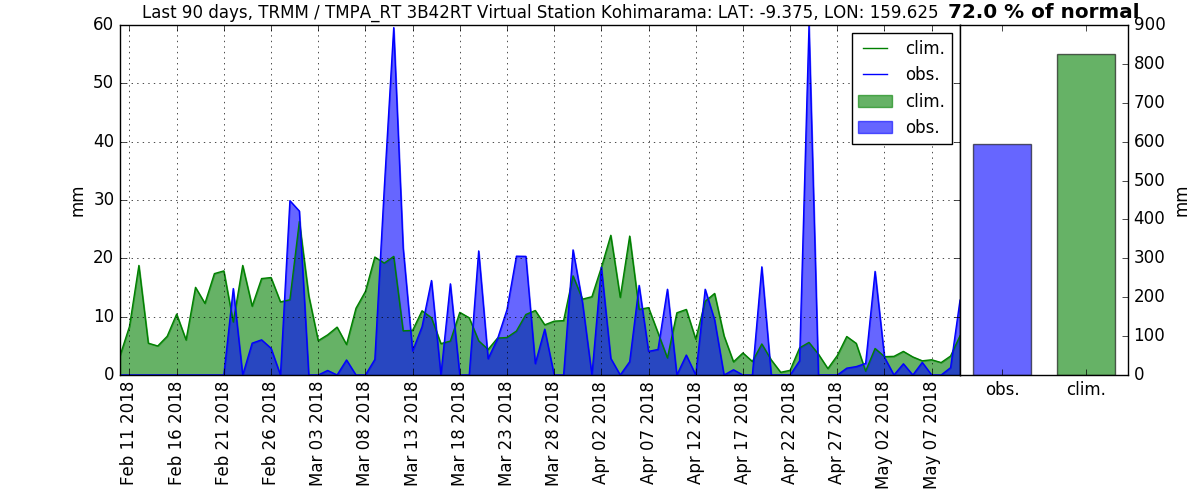 Last 90 days, TRMM / TMPA_RT 3B42RT Virtual Station Kohimarama: LAT: -9.375, LON: 159.625 72.0 % of normal
60
50
40
30
20
10
0
mm
clim.
obs.
clim.
obs.
900
800
700
600
500
400
300
200
100
0
mm
obs.
clim.
Feb 11 2018
Feb 16 2018
Feb 21 2018
Feb 26 2018
Mar 03 2018
Mar 08 2018
Mar 13 2018
Mar 18 2018
Mar 23 2018
Mar 28 2018
Apr 02 2018
Apr 07 2018
Apr 12 2018
Apr 17 2018
Apr 22 2018
Apr 27 2018
May 02 2018
May 07 2018